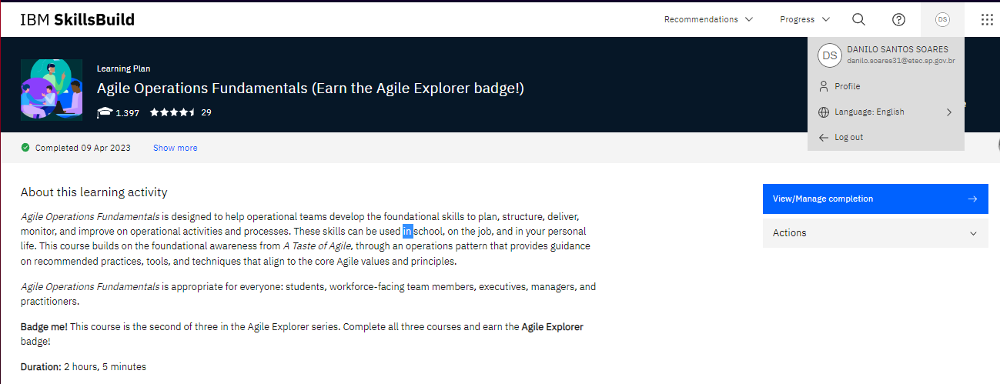 IBM SkillsBuild
Recommendations
Progress
DS
DS
DANILO SANTOS SOARES
danilo.soares31@etec.sp.gov.br
Profile
Language: English
Log out
Learning Plan
Agile Operations Fundamentals (Earn the Agile Explorer badge!)
1.397
29
Completed 09 Apr 2023
Show more
About this learning activity
Agile Operations Fundamentals is designed to help operational teams develop the foundational skills to plan, structure, deliver,
monitor, and improve on operational activities and processes. These skills can be used in school, on the job, and in your personal
life. This course builds on the foundational awareness from A Taste of Agile, through an operations pattern that provides guidance
on recommended practices, tools, and techniques that align to the core Agile values and principles.
Agile Operations Fundamentals is appropriate for everyone: students, workforce-facing team members, executives, managers, and
practitioners.
Badge me! This course is the second of three in the Agile Explorer series. Complete all three courses and earn the Agile Explorer
badge!
Duration: 2 hours, 5 minutes
View/Manage completion
Actions